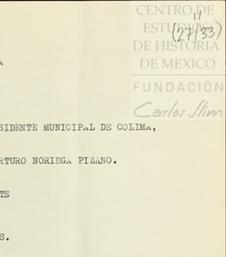 CENTRO DE
11
ESTUDIOS
(27/33)
DE HISTORIA
DE MEXICO
FUNDACIÓN
Carlos Slim
A
SIDENTE MUNICIPAL DE COLIMA,
RTURO NORIEGA PIZANO.
TE
S.